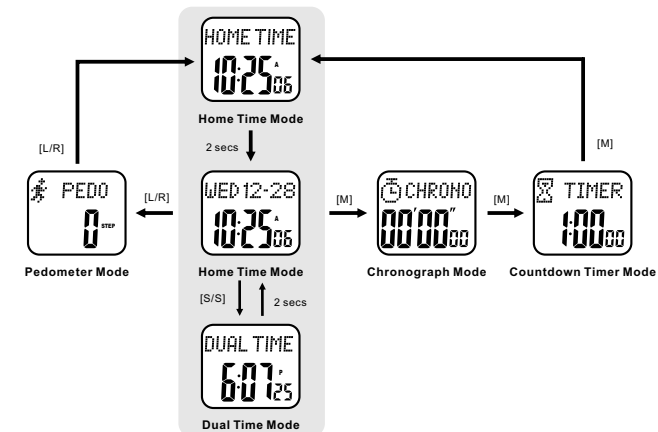 HOME TIME
A
10:25 06
Home Time Mode
[L/R]
2 secs
[M]
PEDO
0 STEP
Pedometer Mode
[L/R]
WED 12-28
A
10:25 06
Home Time Mode
[M]
CHRONO
00'00"00
Chronograph Mode
[M]
TIMER
1:00 00
Countdown Timer Mode
[S/S]
2 secs
DUAL TIME
P
6:07 25
Dual Time Mode